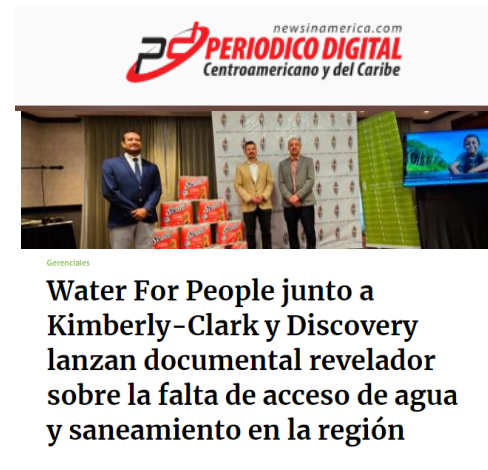 newsinamerica.com
PERIODICO DIGITAL
Centroamericano y del Caribe
Scott
Gerenciales
Water For People junto a
Kimberly-Clark y Discovery
lanzan documental revelador
sobre la falta de acceso de agua
y saneamiento en la región